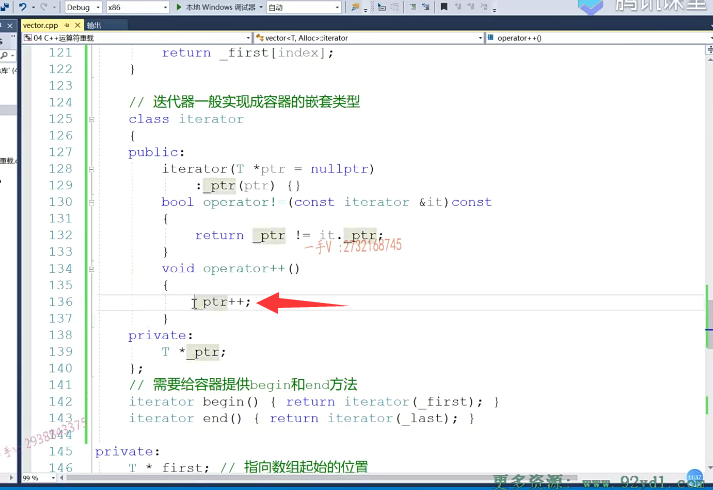 腾讯课堂
Debug x86 本地 Windows 调试器 自动
vector.cpp 输出
04 C++运算符重载 vector<T, Alloc>::iterator operator++()
121 return _first[index];
122 }
123
124 // 迭代器一般实现成容器的嵌套类型
125 class iterator
126 {
127 public:
128 iterator(T *ptr = nullptr)
129 :_ptr(ptr) {}
130 bool operator!=(const iterator &it)const
131 {
132 return _ptr != it._ptr;
一手V :2732168745
133 }
134 void operator++()
135 {
136 _ptr++;
137 }
138 private:
139 T *_ptr;
140 };
141 // 需要给容器提供begin和end方法
142 iterator begin() { return iterator(_first); }
143 iterator end() { return iterator(_last); }
144
手V 2938843375
145 private:
146 T *_first; // 指向数组起始的位置
99 %
更多资源: www.92xdl.com